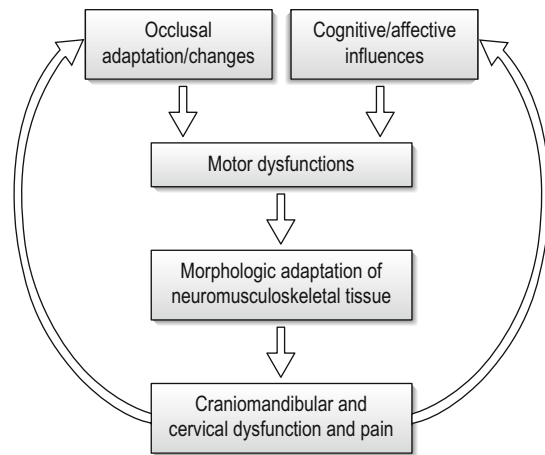 Occlusal
adaptation/changes
Cognitive/affective
influences
Motor dysfunctions
Morphologic adaptation of
neuromusculoskeletal tissue
Craniomandibular and
cervical dysfunction and pain